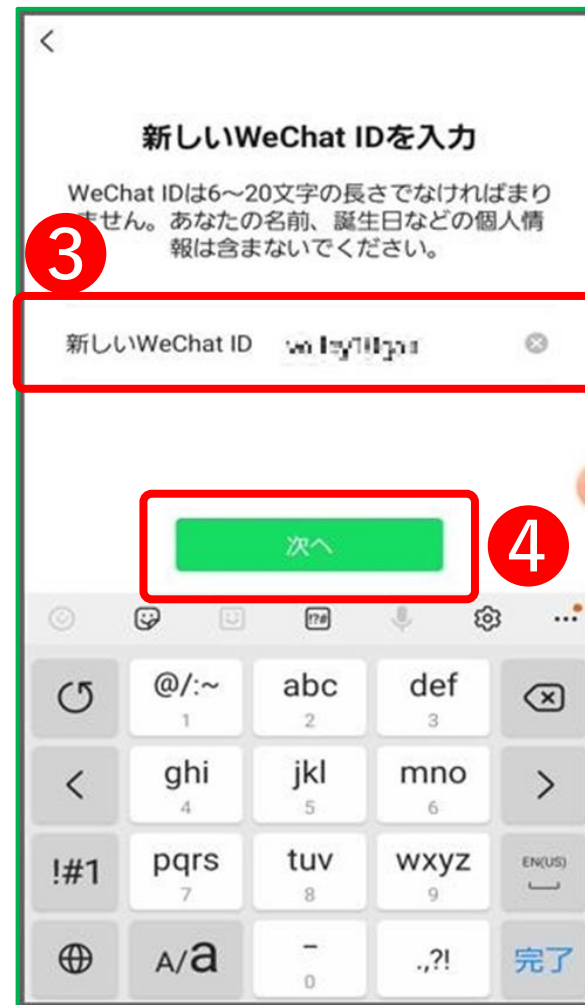 新しいWeChat IDを入力
WeChat IDは6〜20文字の長さでなければまり
ません。あなたの名前、誕生日などの個人情
報は含まないでください。
3
新しいWeChat ID
次へ
4
!?#
@/:~
1
abc
2
def
3
ghi
4
jkl
5
mno
6
!#1
pqrs
7
tuv
8
wxyz
9
EN(US)
A/a
-
0
.,?!
完了